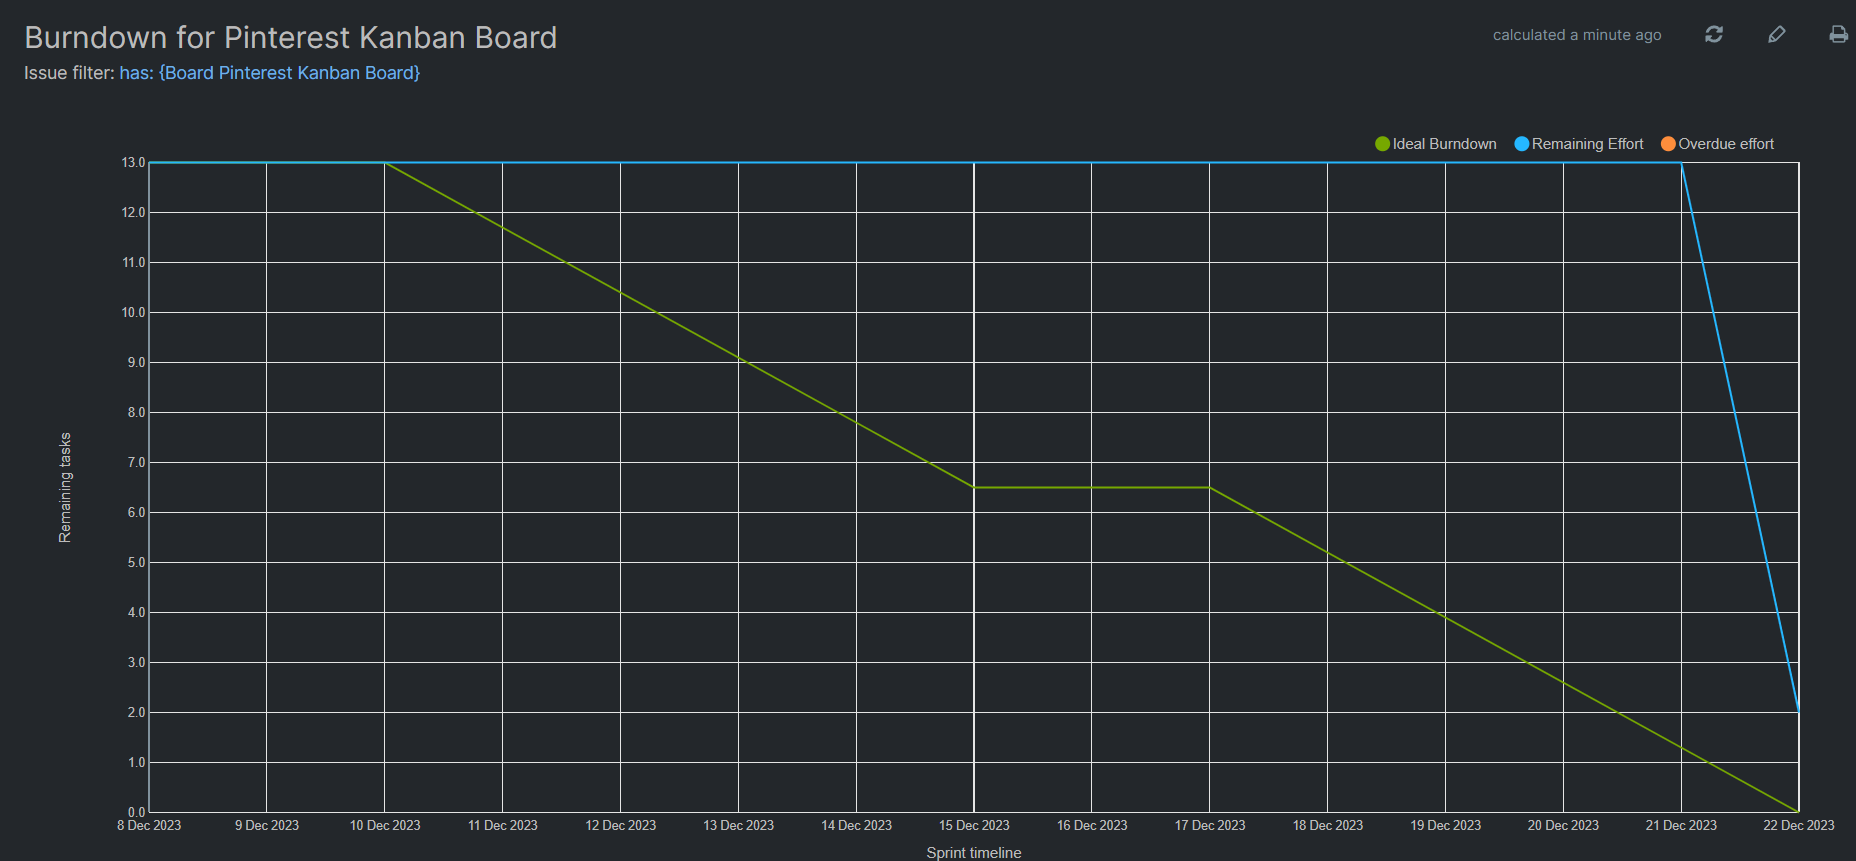 Burndown for Pinterest Kanban Board
calculated a minute ago
Issue filter: has: {Board Pinterest Kanban Board}
Ideal Burndown Remaining Effort Overdue effort
13.0
12.0
11.0
10.0
9.0
8.0
7.0
6.0
5.0
4.0
3.0
2.0
1.0
0.0
Remaining tasks
8 Dec 2023 9 Dec 2023 10 Dec 2023 11 Dec 2023 12 Dec 2023 13 Dec 2023 14 Dec 2023 15 Dec 2023 16 Dec 2023 17 Dec 2023 18 Dec 2023 19 Dec 2023 20 Dec 2023 21 Dec 2023 22 Dec 2023
Sprint timeline